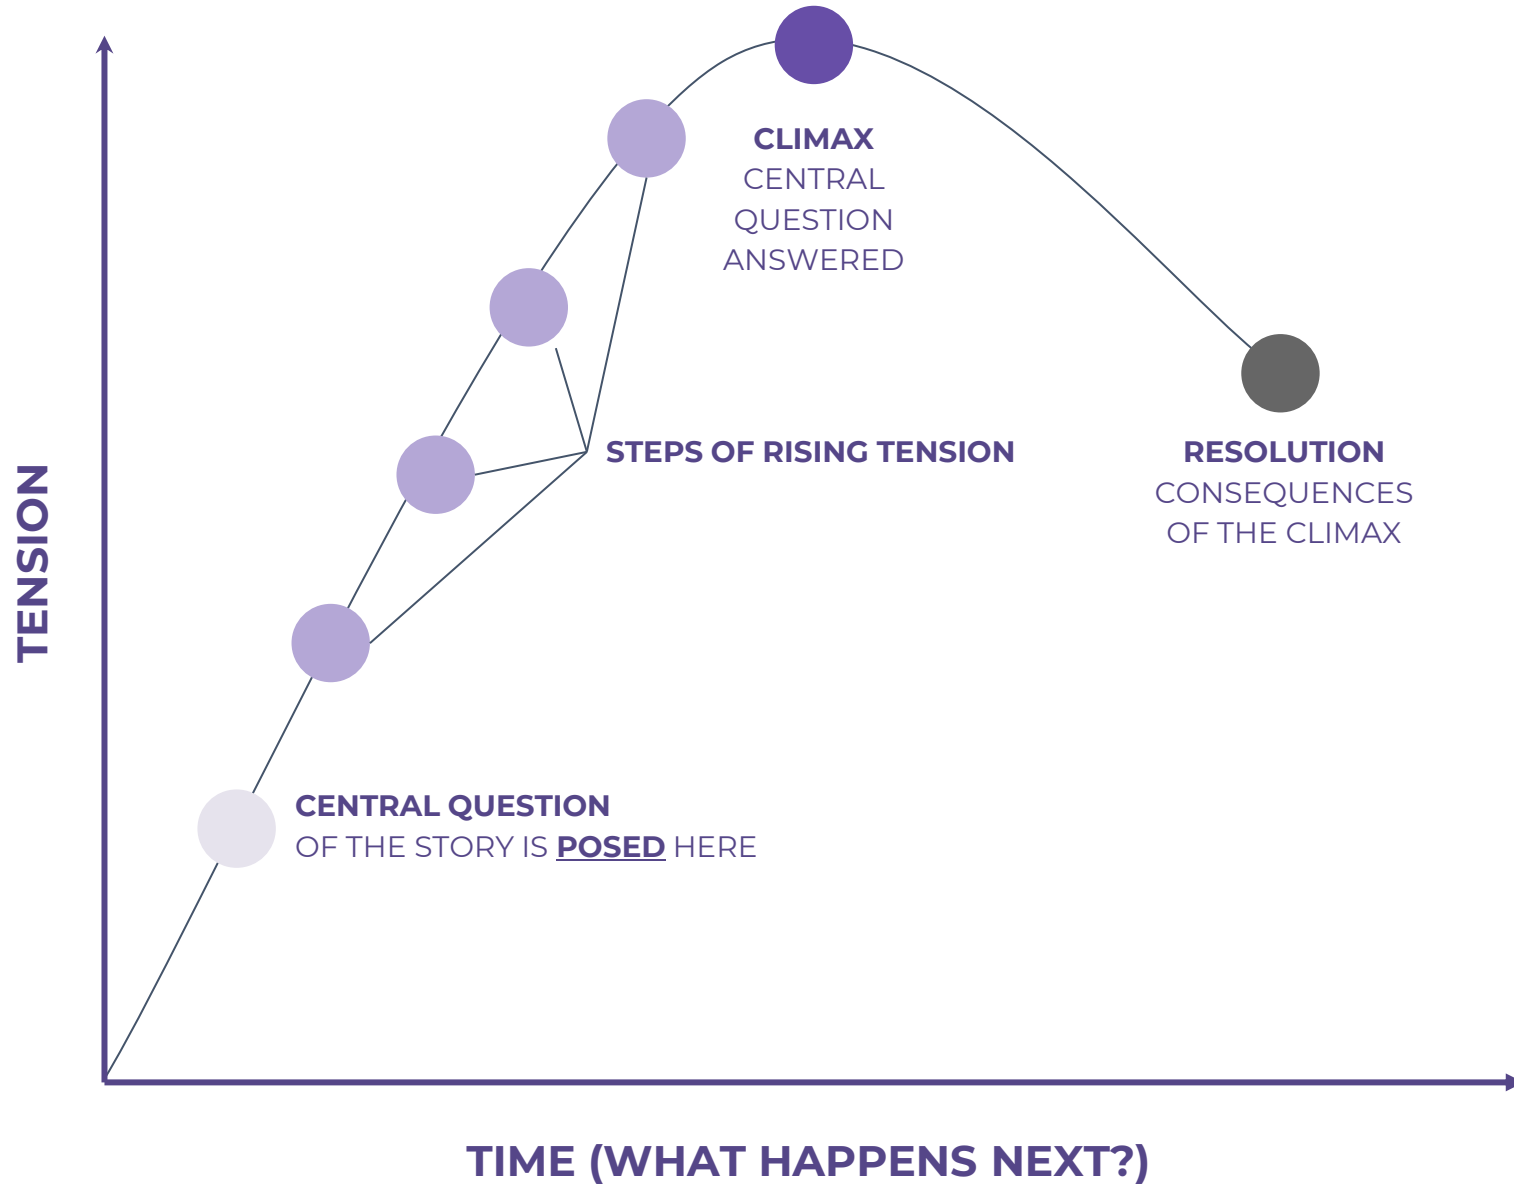 CLIMAX
CENTRAL
QUESTION
ANSWERED
STEPS OF RISING TENSION
RESOLUTION
CONSEQUENCES
OF THE CLIMAX
TENSION
CENTRAL QUESTION
OF THE STORY IS POSED HERE
TIME (WHAT HAPPENS NEXT?)